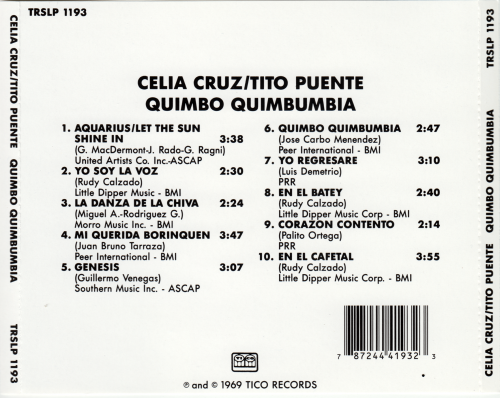 TRSLP 1193
CELIA CRUZ/TITO PUENTE
QUIMBO QUIMBUMBIA
1. AQUARIUS/LET THE SUN
SHINE IN 3:38
(G. MacDermont-J. Rado-G. Ragni)
United Artists Co. Inc.-ASCAP
2. YO SOY LA VOZ 2:30
(Rudy Calzado)
Little Dipper Music - BMI
3. LA DANZA DE LA CHIVA 2:24
(Miguel A.-Rodriguez G.)
Morro Music Inc. - BMI
4. MI QUERIDA BORINQUEN 3:47
(Juan Bruno Tarraza)
Peer International - BMI
5. GENESIS 3:07
(Guillermo Venegas)
Southern Music Inc. - ASCAP
6. QUIMBO QUIMBUMBIA 2:47
(Jose Carbo Menendez)
Peer International - BMI
7. YO REGRESARE 3:10
(Luis Demetrio)
PRR
8. EN EL BATEY 2:40
(Rudy Calzado)
Little Dipper Music Corp - BMI
9. CORAZON CONTENTO 2:14
(Palito Ortega)
PRR
10. EN EL CAFETAL 3:55
(Rudy Calzado)
Little Dipper Music Corp. - BMI
7 87244 41932 3
℗ and © 1969 TICO RECORDS
CELIA CRUZ/TITO PUENTE QUIMBO QUIMBUMBIA TRSLP 1193
TRSLP 1193 QUIMBO QUIMBUMBIA CELIA CRUZ/TITO PUENTE